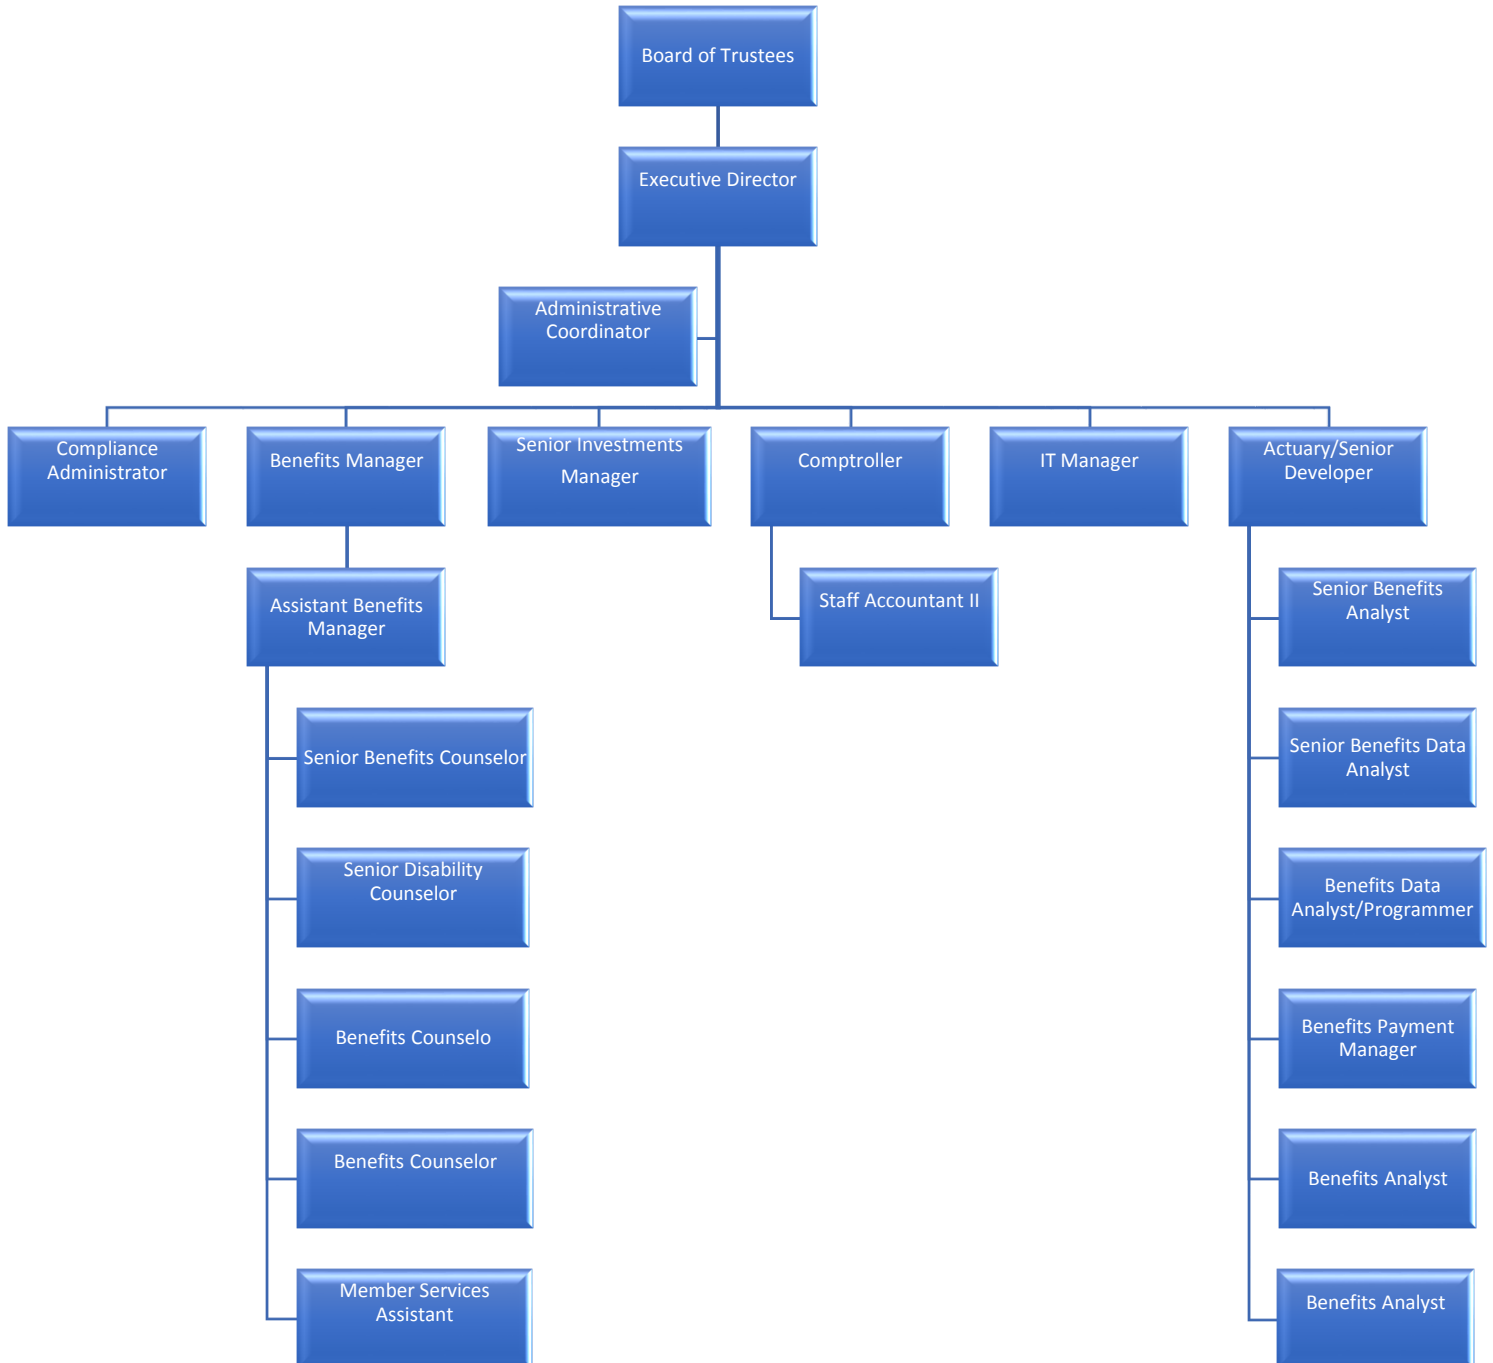 Board of Trustees
Executive Director
Administrative
Coordinator
Compliance
Administrator
Benefits Manager
Senior Investments
Manager
Comptroller
IT Manager
Actuary/Senior
Developer
Assistant Benefits
Manager
Staff Accountant II
Senior Benefits
Analyst
Senior Benefits Counselor
Senior Benefits Data
Analyst
Senior Disability
Counselor
Benefits Data
Analyst/Programmer
Benefits Counselo
Benefits Payment
Manager
Benefits Counselor
Benefits Analyst
Member Services
Assistant
Benefits Analyst